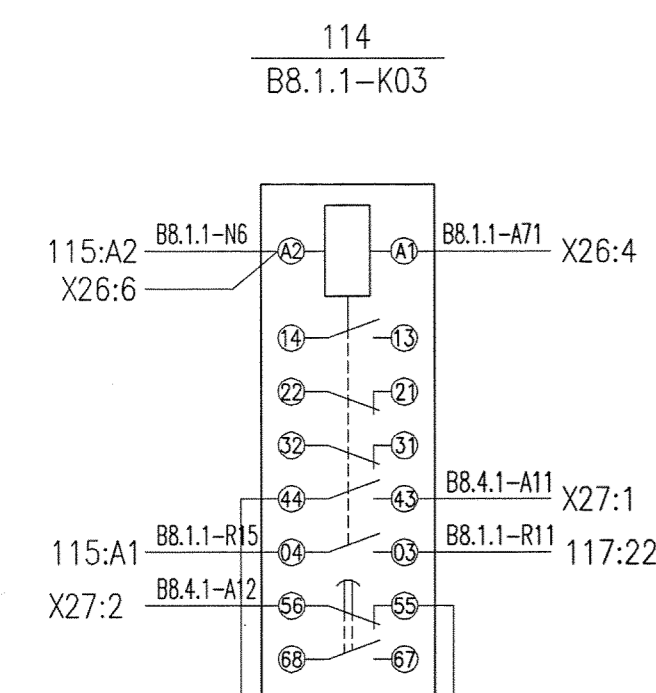 114
B8.1.1-K03
115:A2 B8.1.1-N6 A2 A1 B8.1.1-A71 X26:4
X26:6
14 13
22 21
32 31
44 43 B8.4.1-A11 X27:1
115:A1 B8.1.1-R15 04 03 B8.1.1-R11 117:22
X27:2 B8.4.1-A12 56 55
68 67